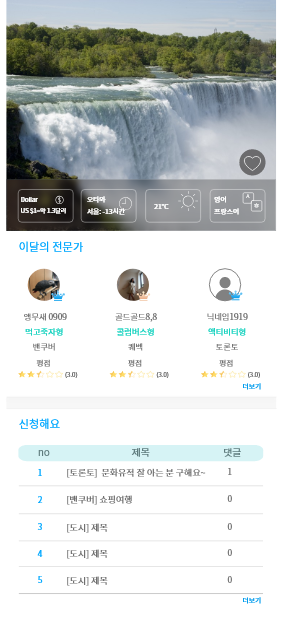 Dollar
US $1=약 1.3달러
오타와
서울: -13시간
21°C
영어
프랑스어
이달의 전문가
앵무새 0909
골드골드8,8
닉네임1919
먹고죽자형
콜럼버스형
액티비티형
밴쿠버
퀘벡
토론토
평점
평점
평점
(3.0)
(3.0)
(3.0)
더보기
신청해요
no 제목 댓글
1 [토론토] 문화유적 잘 아는 분 구해요~ 1
2 [밴쿠버] 쇼핑여행 0
3 [도시] 제목 0
4 [도시] 제목 0
5 [도시] 제목 0
더보기